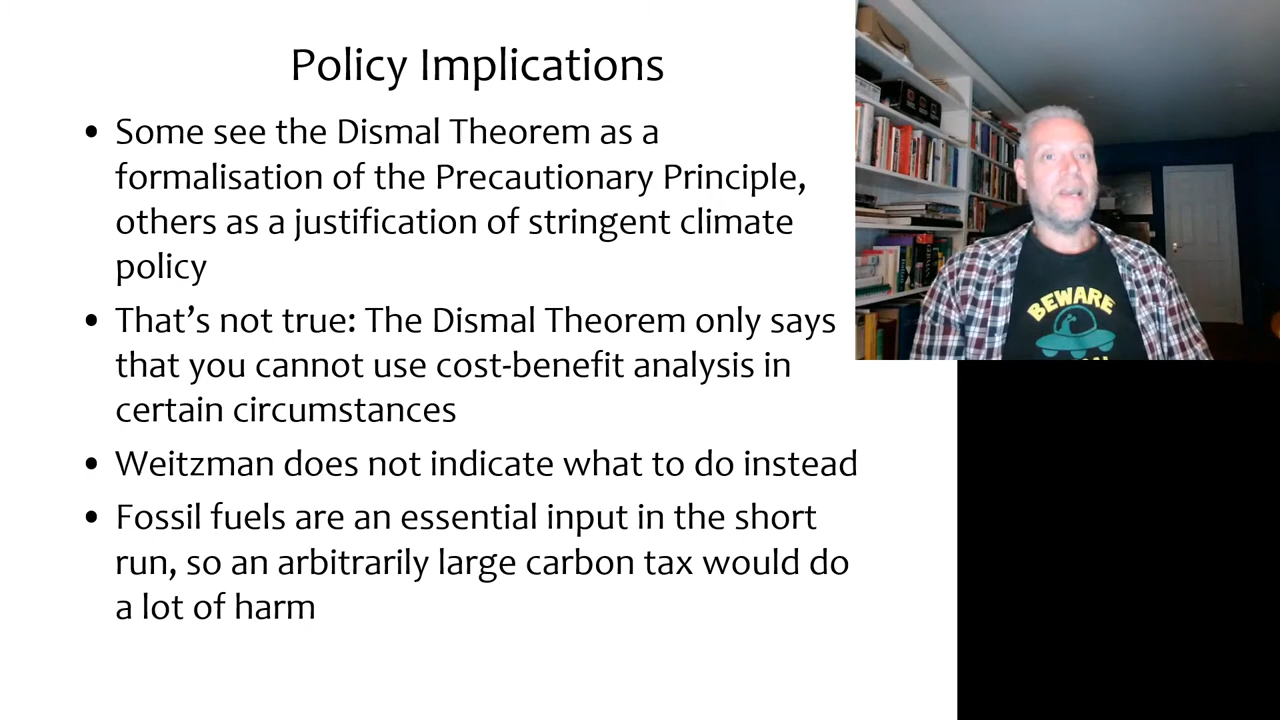 Policy Implications
• Some see the Dismal Theorem as a
formalisation of the Precautionary Principle,
others as a justification of stringent climate
policy
• That’s not true: The Dismal Theorem only says
that you cannot use cost-benefit analysis in
certain circumstances
• Weitzman does not indicate what to do instead
• Fossil fuels are an essential input in the short
run, so an arbitrarily large carbon tax would do
a lot of harm
BEWARE